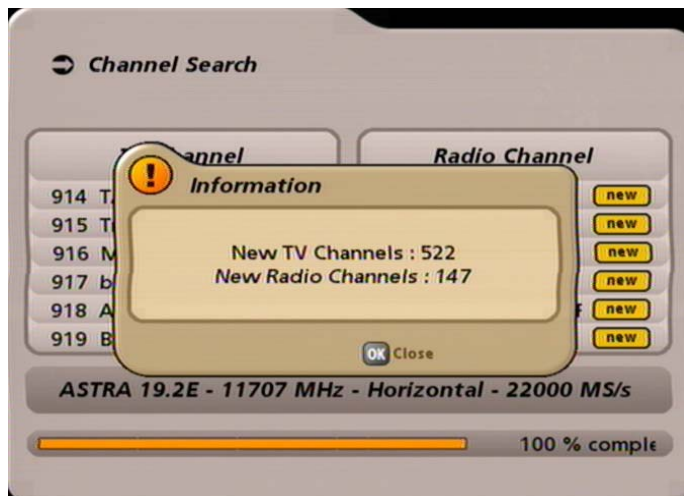 Channel Search
Radio Channel
Information
914
new
915
new
916 M
new
917 b
new
918 A
new
919 B
new
New TV Channels : 522
New Radio Channels : 147
OK Close
ASTRA 19.2E - 11707 MHz - Horizontal - 22000 MS/s
100 % comple